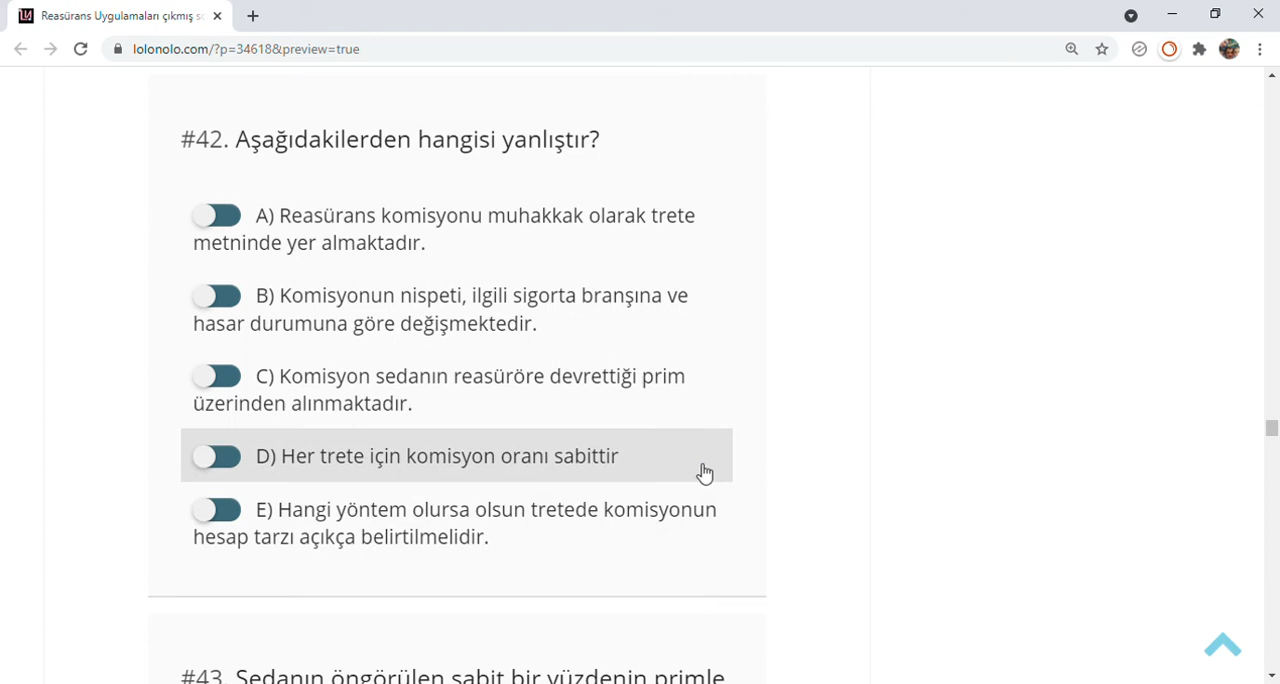 Reasürans Uygulamaları çıkmış s
lolonolo.com/?p=34618&preview=true
#42. Aşağıdakilerden hangisi yanlıştır?
A) Reasürans komisyonu muhakkak olarak trete
metninde yer almaktadır.
B) Komisyonun nispeti, ilgili sigorta branşına ve
hasar durumuna göre değişmektedir.
C) Komisyon sedanın reasüröre devrettiği prim
üzerinden alınmaktadır.
D) Her trete için komisyon oranı sabittir
E) Hangi yöntem olursa olsun tretede komisyonun
hesap tarzı açıkça belirtilmelidir.
#43. Sedanın öngörülen sabit bir yüzdenin primle